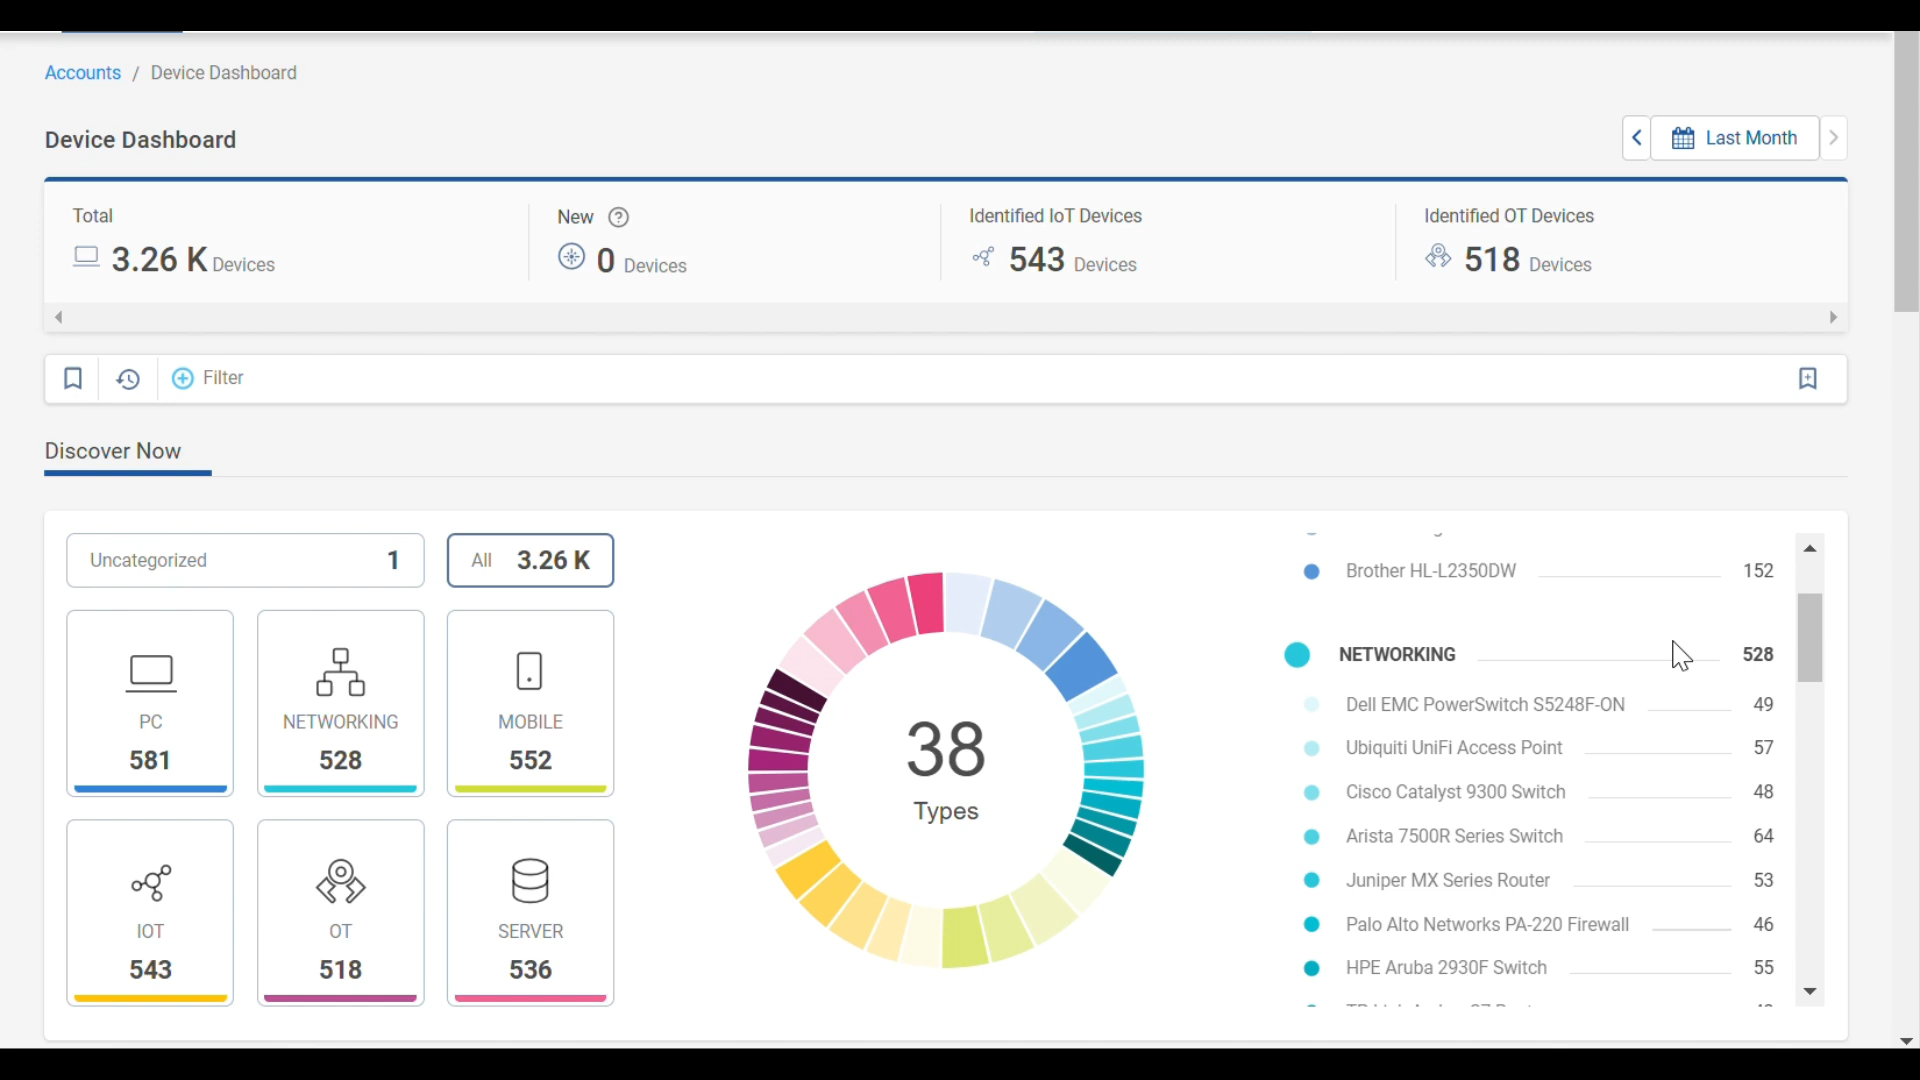 Accounts / Device Dashboard
Device Dashboard
Last Month
Total
3.26 K Devices
New
0 Devices
Identified IoT Devices
543 Devices
Identified OT Devices
518 Devices
Filter
Discover Now
Uncategorized 1
All 3.26 K
PC
581
NETWORKING
528
MOBILE
552
IOT
543
OT
518
SERVER
536
38
Types
Brother HL-L2350DW 152
NETWORKING 528
Dell EMC PowerSwitch S5248F-ON 49
Ubiquiti UniFi Access Point 57
Cisco Catalyst 9300 Switch 48
Arista 7500R Series Switch 64
Juniper MX Series Router 53
Palo Alto Networks PA-220 Firewall 46
HPE Aruba 2930F Switch 55